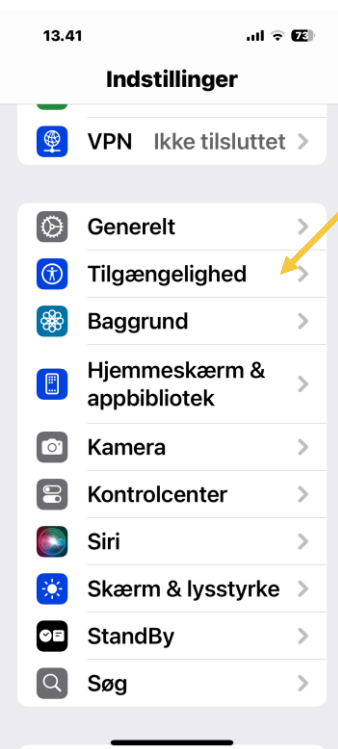 13.41 73
Indstillinger
VPN Ikke tilsluttet
Generelt
Tilgængelighed
Baggrund
Hjemmeskærm &
appbibliotek
Kamera
Kontrolcenter
Siri
Skærm & lysstyrke
StandBy
Søg